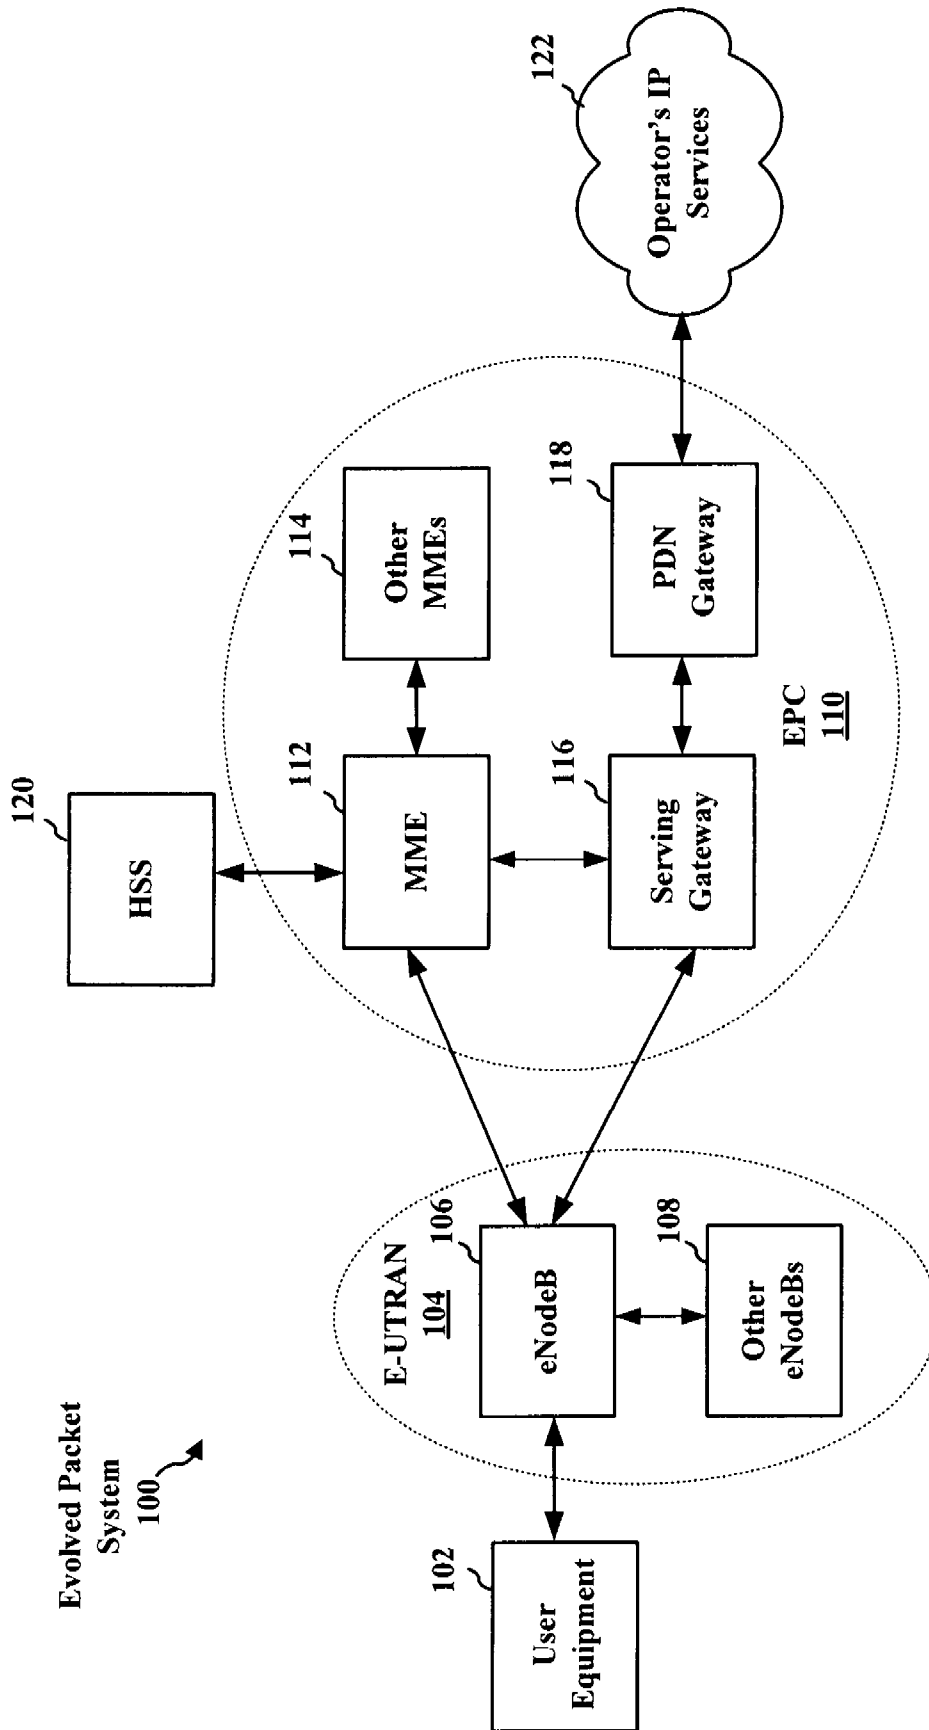 Evolved Packet
System
100
HSS
120
E-UTRAN
104
User
Equipment
102
eNodeB
106
Other
eNodeBs
108
MME
112
Other
MMEs
114
Serving
Gateway
116
PDN
Gateway
118
EPC
110
Operator's IP
Services
122